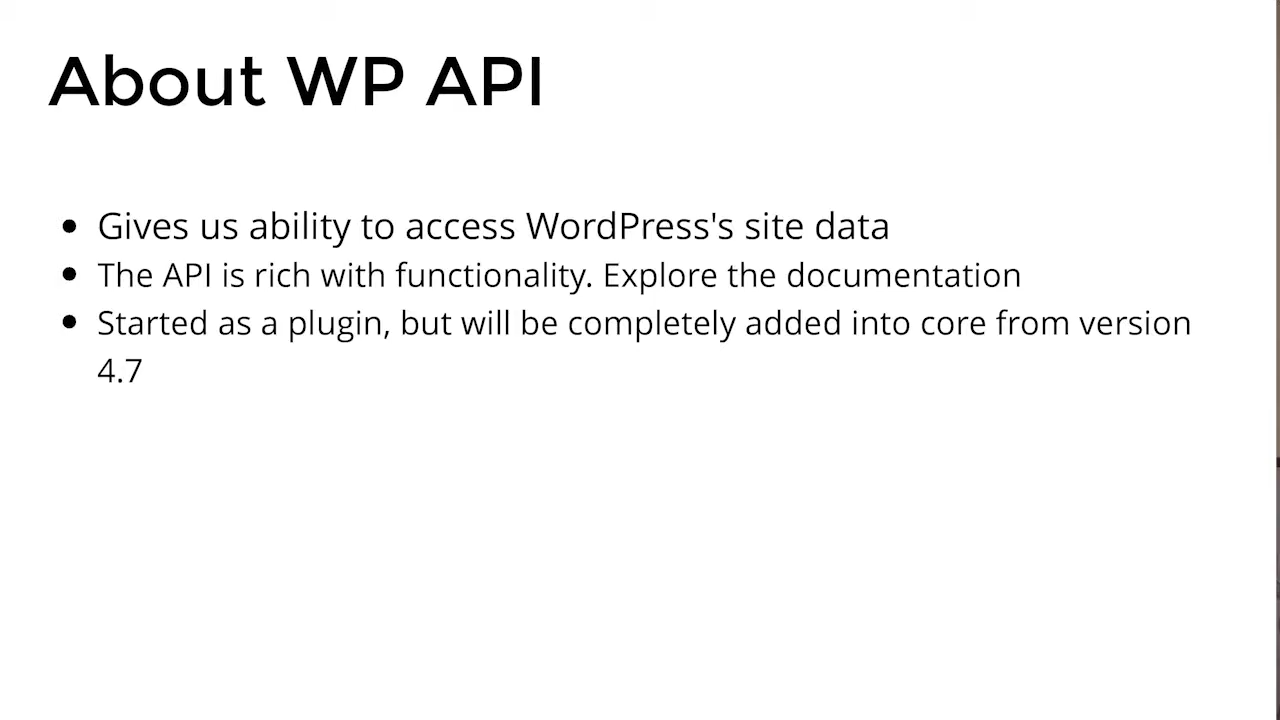 About WP API
• Gives us ability to access WordPress's site data
• The API is rich with functionality. Explore the documentation
• Started as a plugin, but will be completely added into core from version
4.7